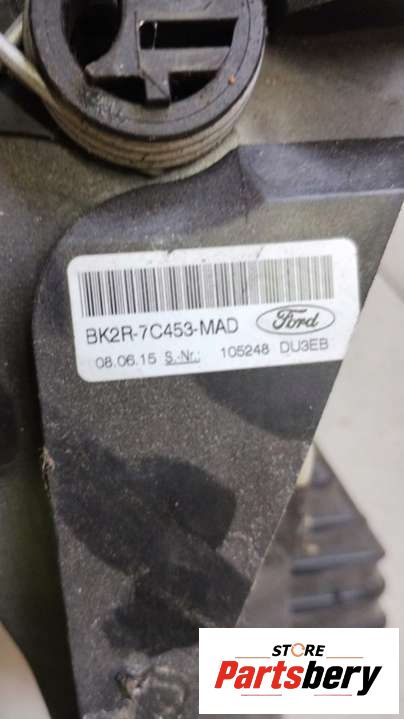 BK2R-7C453-MAD Ford
08.06.15 S.-Nr.: 105248 DU3EB
STORE
Partsbery